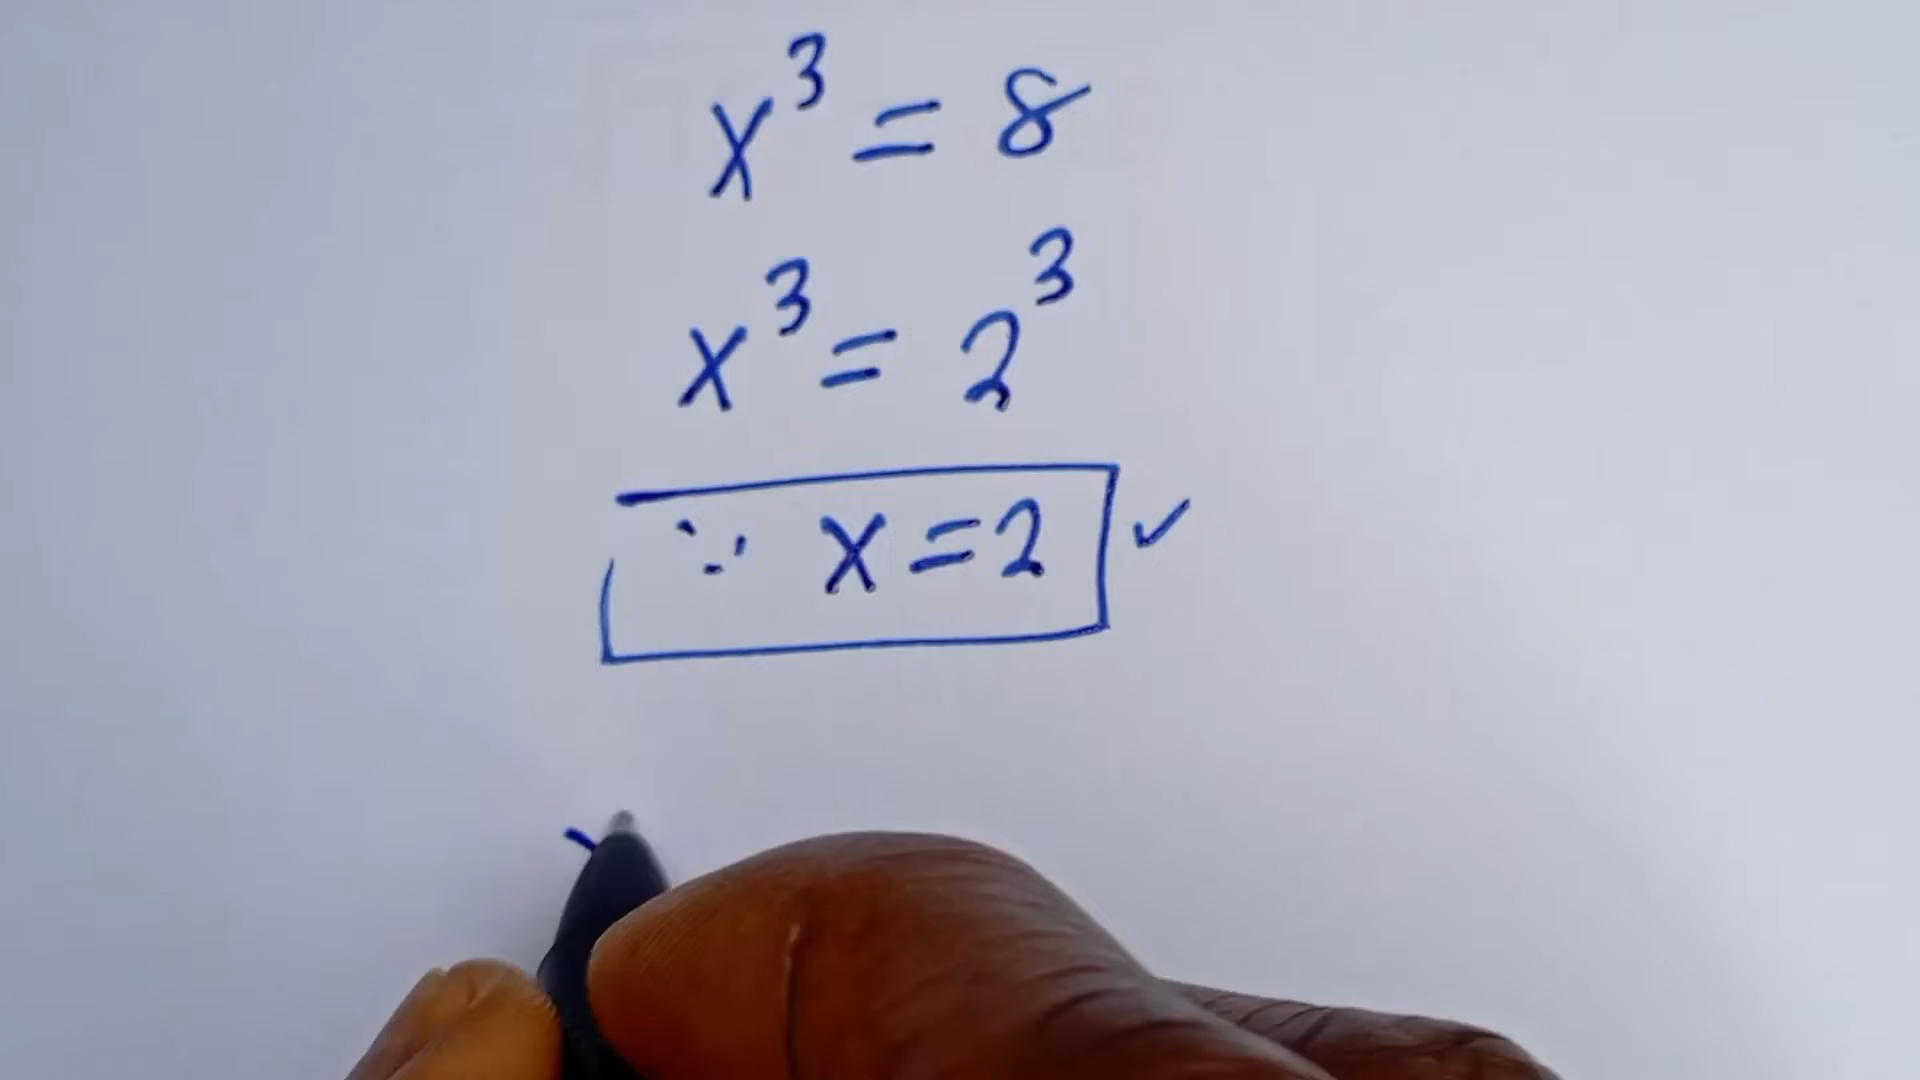 x³ = 8
x³ = 2³
∵ x = 2 ✓